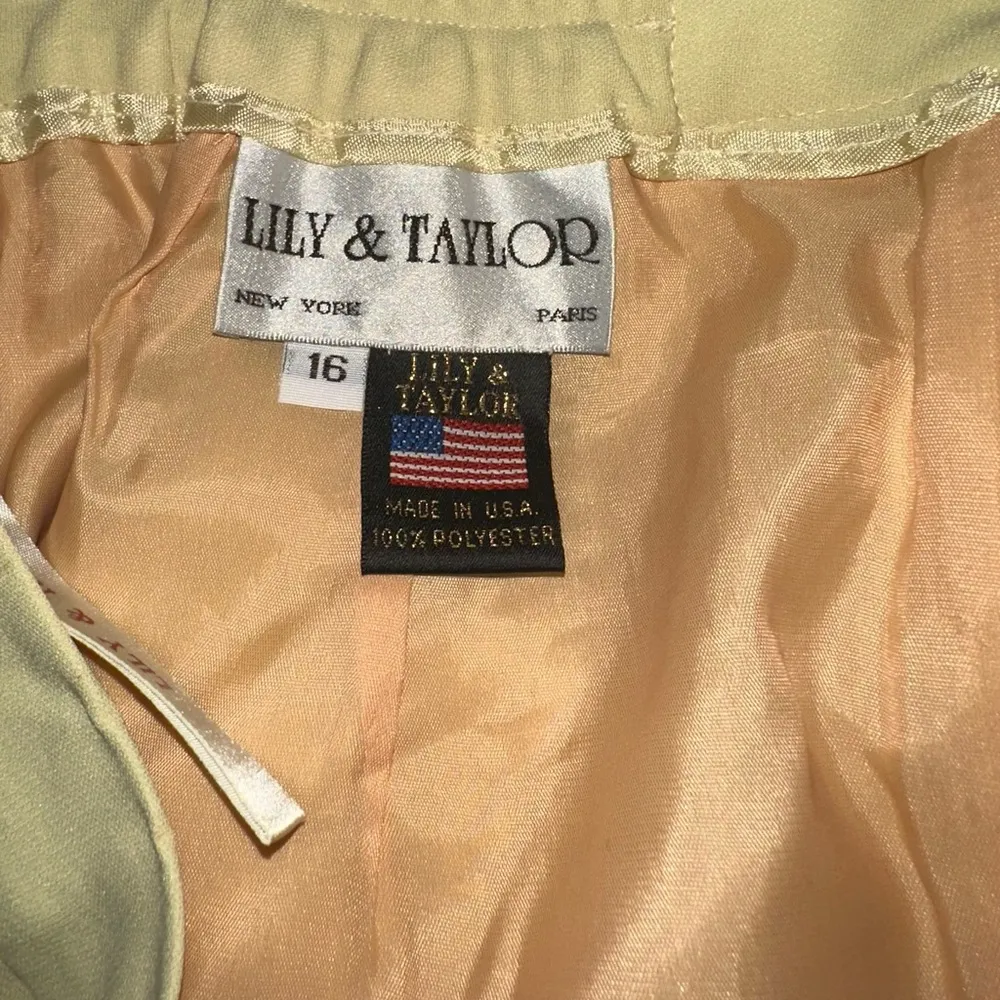 LILY & TAYLOR
NEW YORK PARIS
16
LILY &
TAYLOR
MADE IN U.S.A.
100% POLYESTER